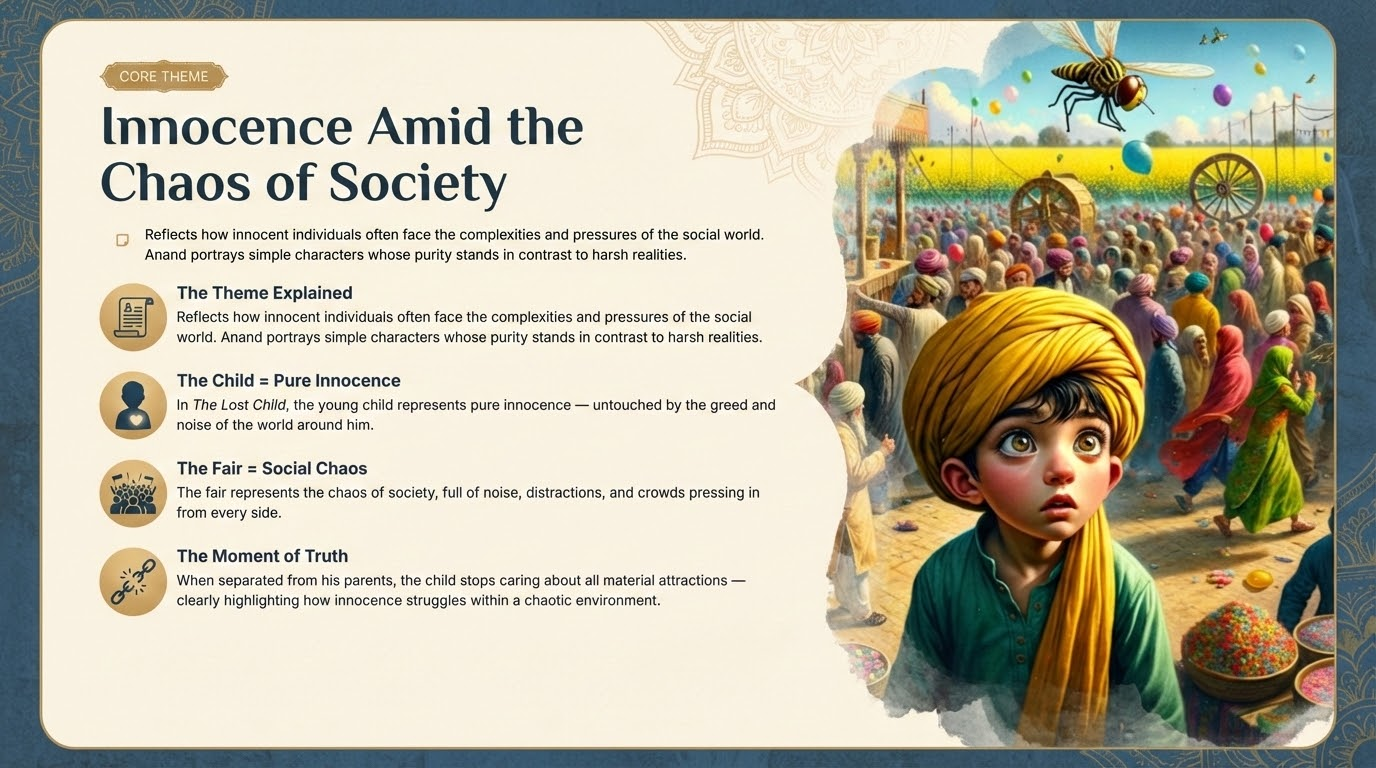 CORE THEME
Innocence Amid the
Chaos of Society
Reflects how innocent individuals often face the complexities and pressures of the social world.
Anand portrays simple characters whose purity stands in contrast to harsh realities.
The Theme Explained
Reflects how innocent individuals often face the complexities and pressures of the social
world. Anand portrays simple characters whose purity stands in contrast to harsh realities.
The Child = Pure Innocence
In The Lost Child, the young child represents pure innocence — untouched by the greed and
noise of the world around him.
The Fair = Social Chaos
The fair represents the chaos of society, full of noise, distractions, and crowds pressing in
from every side.
The Moment of Truth
When separated from his parents, the child stops caring about all material attractions —
clearly highlighting how innocence struggles within a chaotic environment.